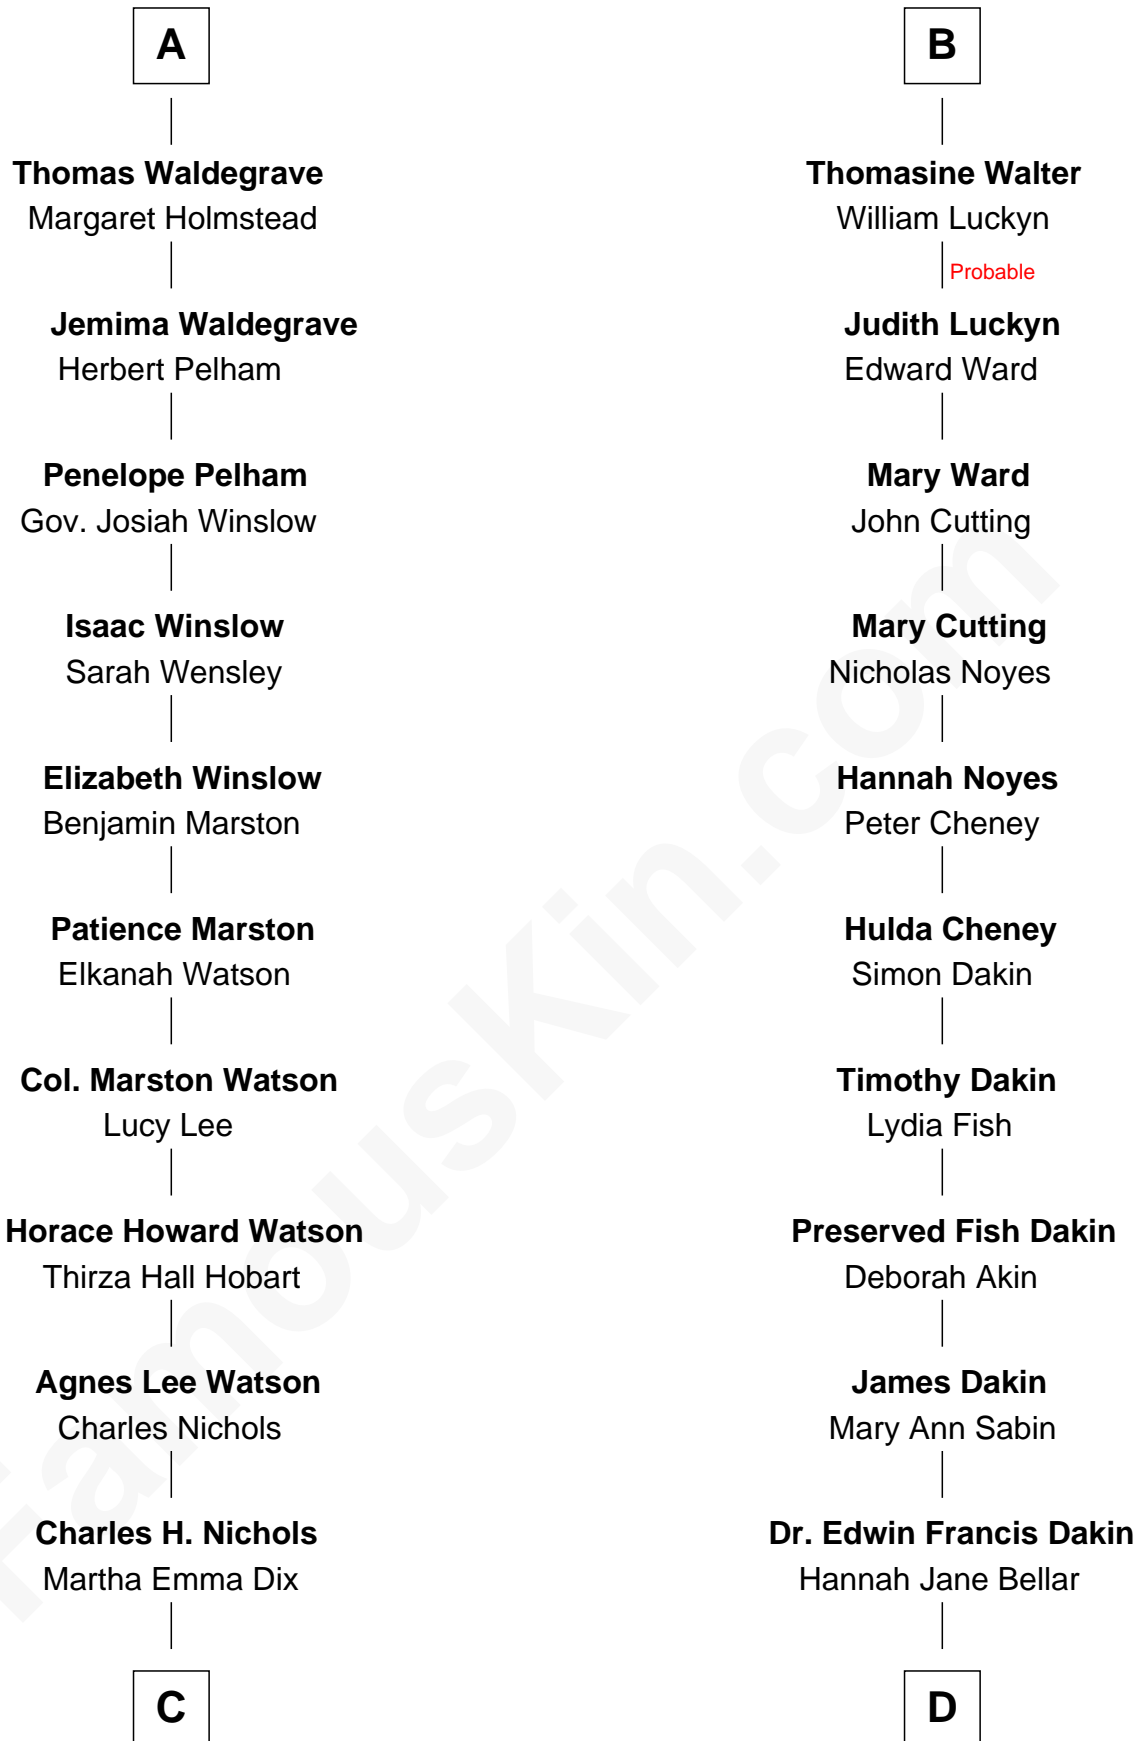 A
Thomas Waldegrave
Margaret Holmstead
Jemima Waldegrave
Herbert Pelham
Penelope Pelham
Gov. Josiah Winslow
Isaac Winslow
Sarah Wensley
Elizabeth Winslow
Benjamin Marston
Patience Marston
Elkanah Watson
Col. Marston Watson
Lucy Lee
Horace Howard Watson
Thirza Hall Hobart
Agnes Lee Watson
Charles Nichols
Charles H. Nichols
Martha Emma Dix
C
B
Thomasine Walter
William Luckyn
Probable
Judith Luckyn
Edward Ward
Mary Ward
John Cutting
Mary Cutting
Nicholas Noyes
Hannah Noyes
Peter Cheney
Hulda Cheney
Simon Dakin
Timothy Dakin
Lydia Fish
Preserved Fish Dakin
Deborah Akin
James Dakin
Mary Ann Sabin
Dr. Edwin Francis Dakin
Hannah Jane Bellar
D
FamousKin.com